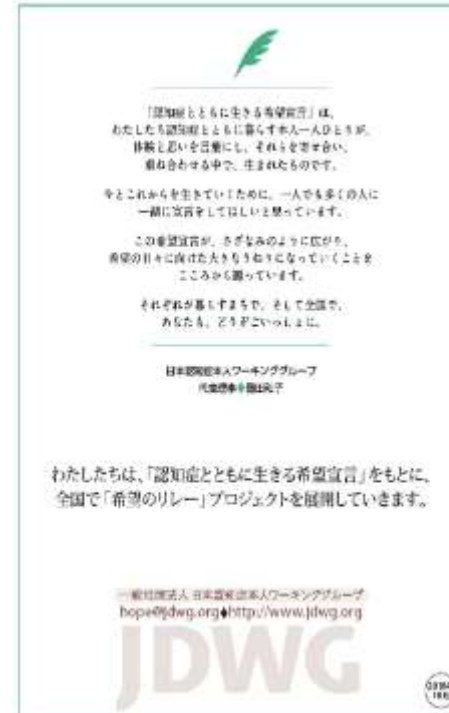 「認知症とともに生きる希望宣言」は、
わたしたち認知症とともに暮らす本人一人ひとりが、
体験と思いを言葉にし、それらを寄せ合い、
重ね合わせる中で、生まれたものです。
今とこれからを生きていくために、一人でも多くの人に
一緒に宣言をしてほしいと思っています。
この希望宣言が、さざなみのように広がり、
希望の日々に向けた大きなうねりになっていくことを
こころから願っています。
それぞれが暮らすまちで、そして全国で、
あなたも、どうぞごいっしょに。
日本認知症本人ワーキンググループ
代表理事
わたしたちは、「認知症とともに生きる希望宣言」をもとに、
全国で「希望のリレー」プロジェクトを展開していきます。
一般社団法人 日本認知症本人ワーキンググループ
hope@jdwg.org◆http://www.jdwg.org
JDWG